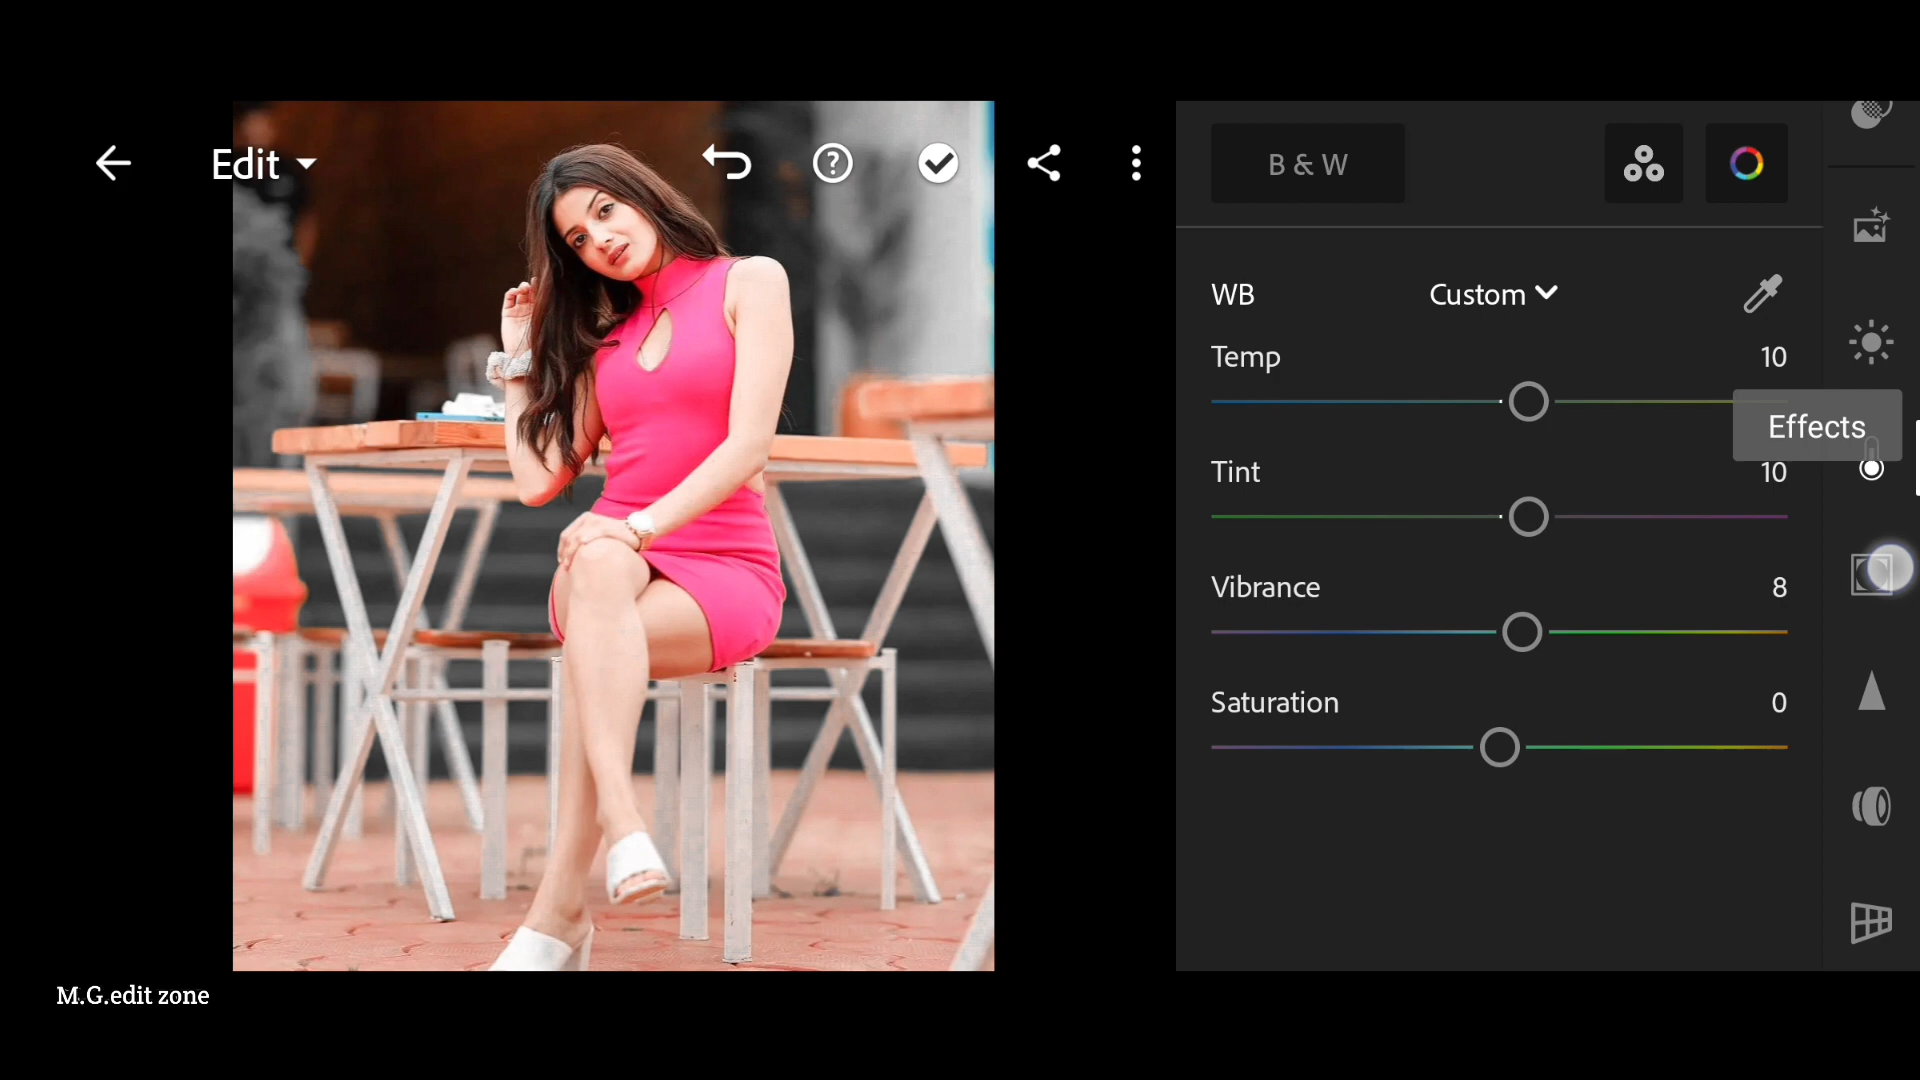 Edit
B & W
WB Custom
Temp 10
Effects
Tint 10
Vibrance 8
Saturation 0
M.G.edit zone